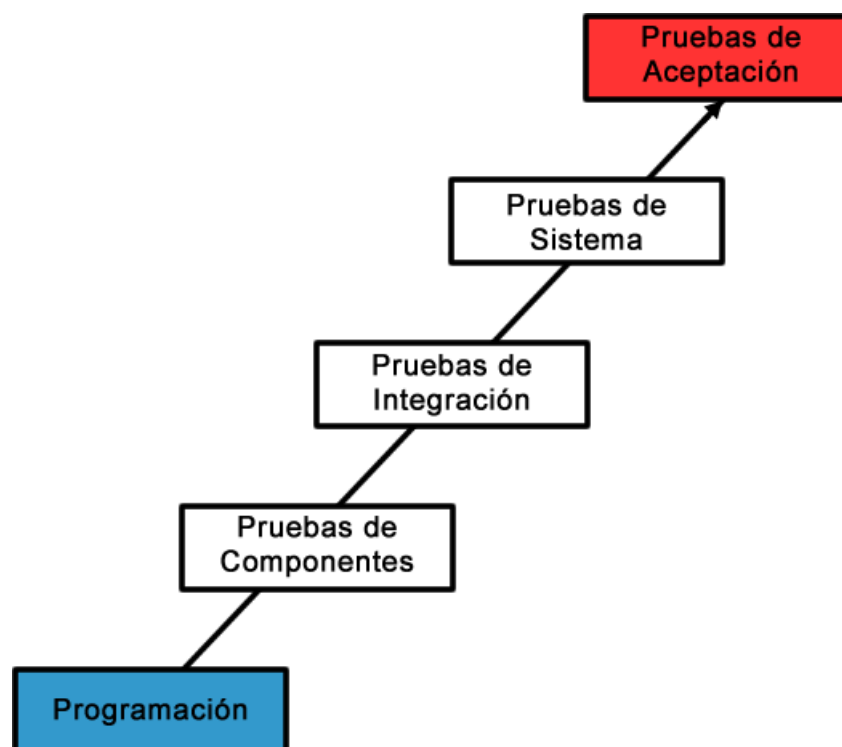 Pruebas de
Aceptación
Pruebas de
Sistema
Pruebas de
Integración
Pruebas de
Componentes
Programación